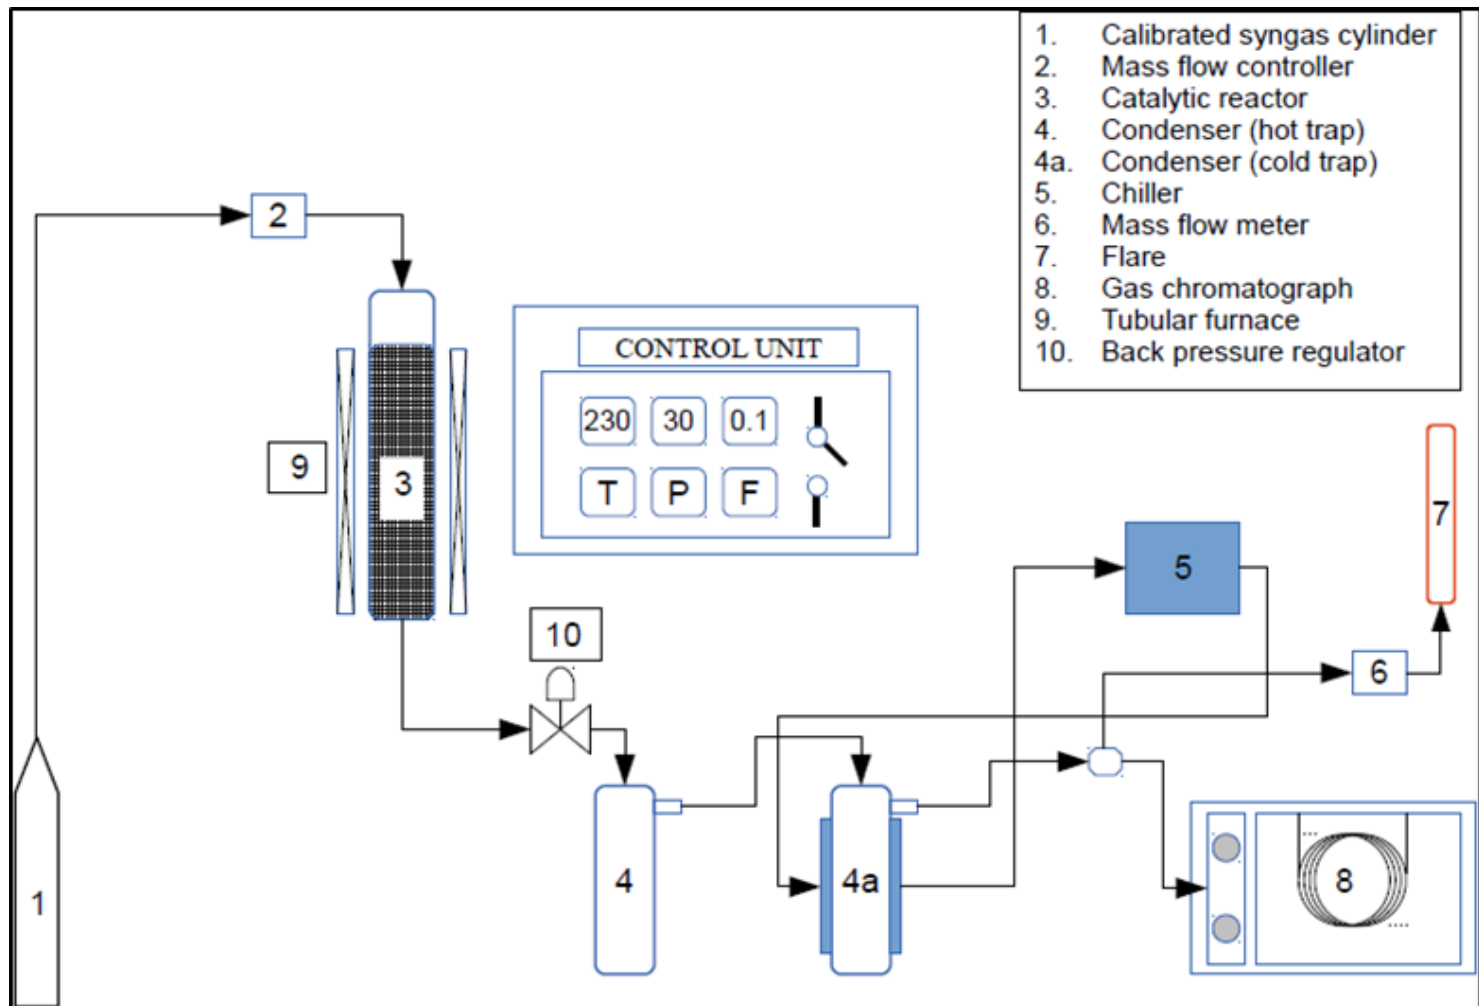 1. Calibrated syngas cylinder
2. Mass flow controller
3. Catalytic reactor
4. Condenser (hot trap)
4a. Condenser (cold trap)
5. Chiller
6. Mass flow meter
7. Flare
8. Gas chromatograph
9. Tubular furnace
10. Back pressure regulator
2
CONTROL UNIT
230 30 0.1
T P F
9
3
10
5
7
6
4
4a
8
1